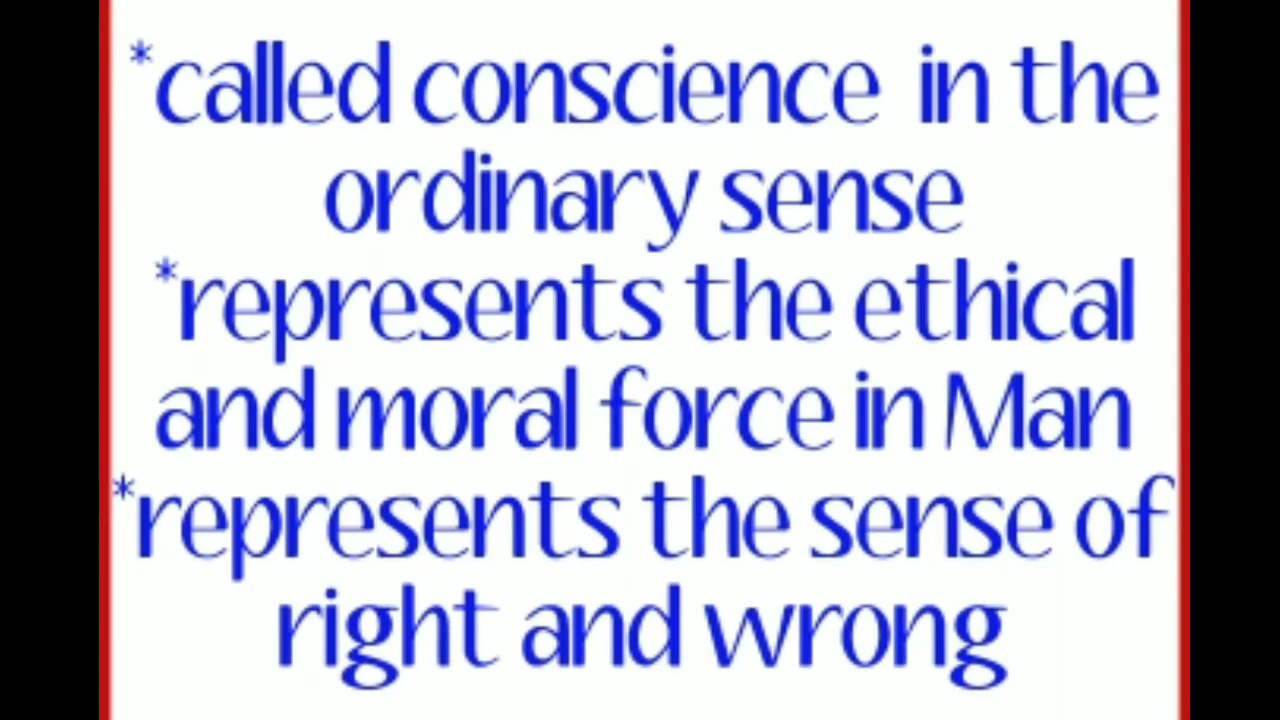 *called conscience in the
ordinary sense
*represents the ethical
and moral force in Man
*represents the sense of
right and wrong